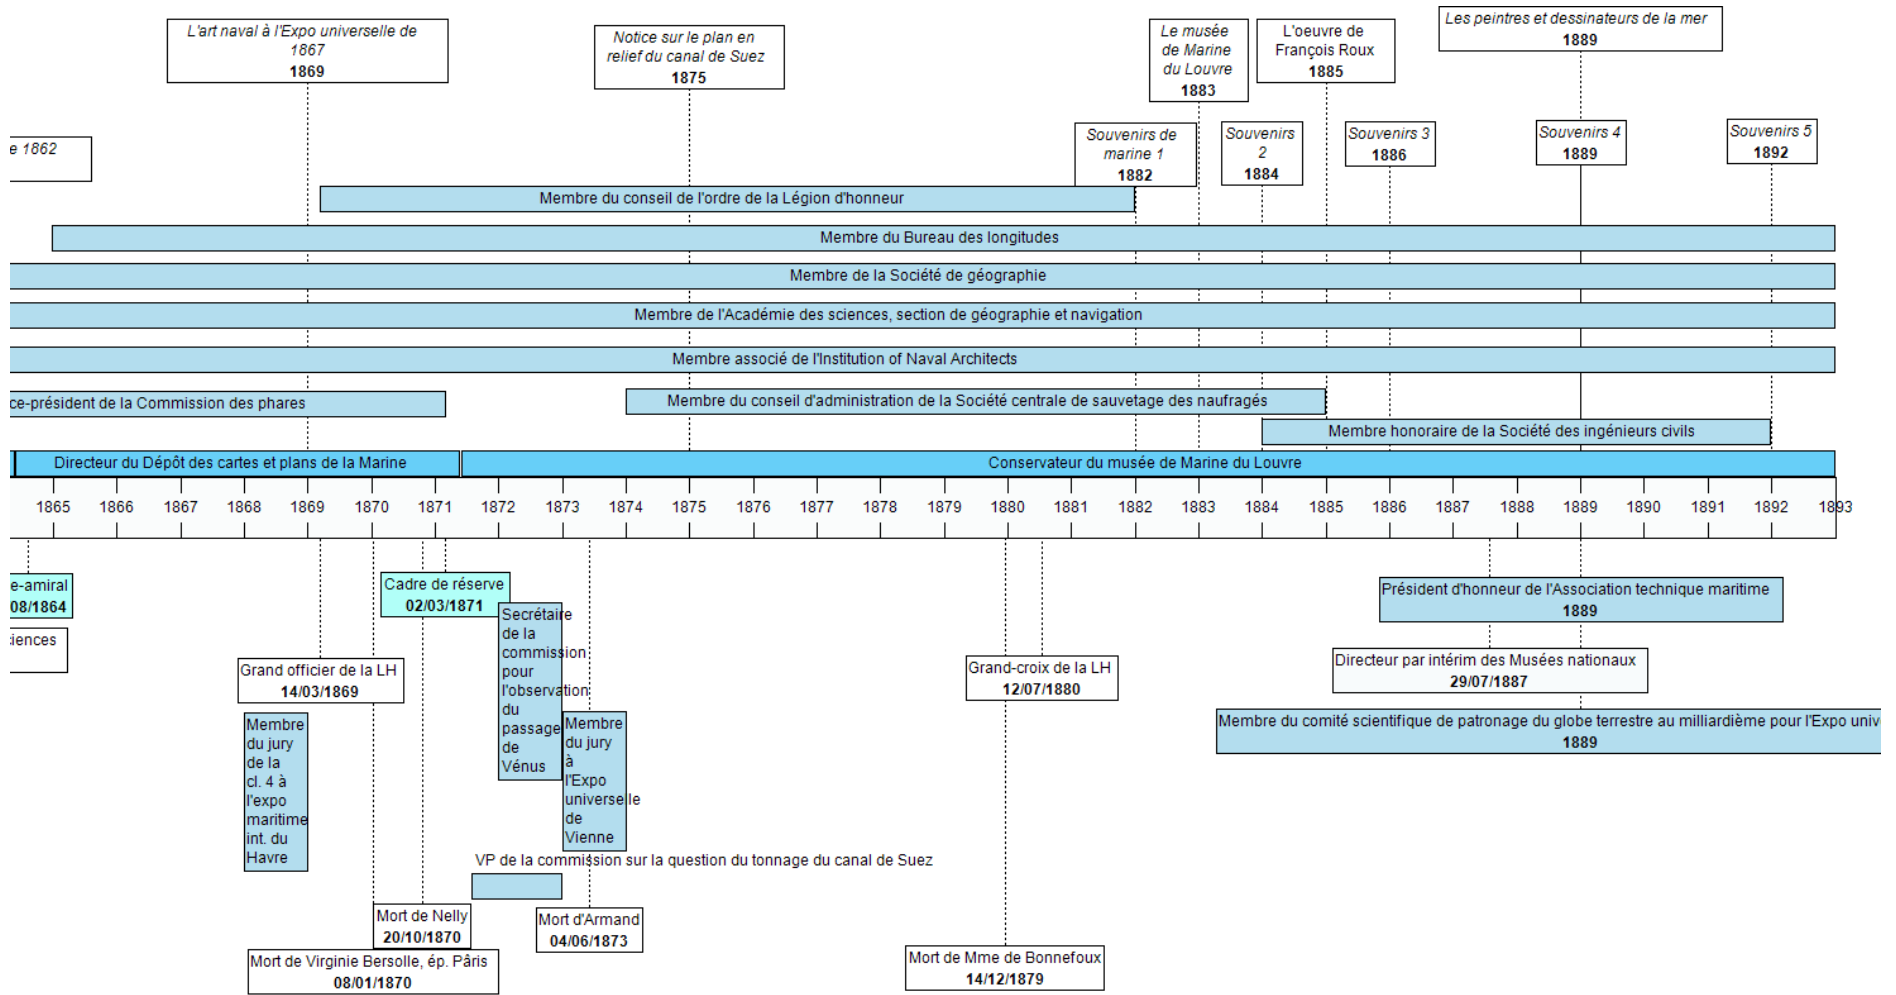 L'art naval à l'Expo universelle de
1867
1869
Notice sur le plan en
relief du canal de Suez
1875
Le musée
de Marine
du Louvre
1883
L'oeuvre de
François Roux
1885
Les peintres et dessinateurs de la mer
1889
e 1862
Souvenirs de
marine 1
1882
Souvenirs
2
1884
Souvenirs 3
1886
Souvenirs 4
1889
Souvenirs 5
1892
Membre du conseil de l'ordre de la Légion d'honneur
Membre du Bureau des longitudes
Membre de la Société de géographie
Membre de l'Académie des sciences, section de géographie et navigation
Membre associé de l'Institution of Naval Architects
ce-président de la Commission des phares
Membre du conseil d'administration de la Société centrale de sauvetage des naufragés
Membre honoraire de la Société des ingénieurs civils
Directeur du Dépôt des cartes et plans de la Marine
Conservateur du musée de Marine du Louvre
1865 1866 1867 1868 1869 1870 1871 1872 1873 1874 1875 1876 1877 1878 1879 1880 1881 1882 1883 1884 1885 1886 1887 1888 1889 1890 1891 1892 1893
e-amiral
08/1864
iences
Cadre de réserve
02/03/1871
Secrétaire
de la
commission
pour
l'observation
du
passage
de
Vénus
Grand officier de la LH
14/03/1869
Membre
du jury
de la
cl. 4 à
l'expo
maritime
int. du
Havre
Membre
du jury
à
l'Expo
universelle
de
Vienne
VP de la commission sur la question du tonnage du canal de Suez
Mort de Nelly
20/10/1870
Mort d'Armand
04/06/1873
Mort de Virginie Bersolle, ép. Pâris
08/01/1870
Grand-croix de la LH
12/07/1880
Mort de Mme de Bonnefoux
14/12/1879
Président d'honneur de l'Association technique maritime
1889
Directeur par intérim des Musées nationaux
29/07/1887
Membre du comité scientifique de patronage du globe terrestre au milliardième pour l'Expo univ
1889